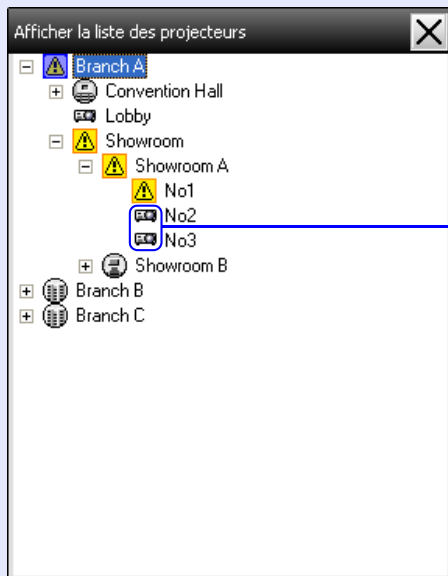 Afficher la liste des projecteurs
Branch A
Convention Hall
Lobby
Showroom
Showroom A
No1
No2
No3
Showroom B
Branch B
Branch C